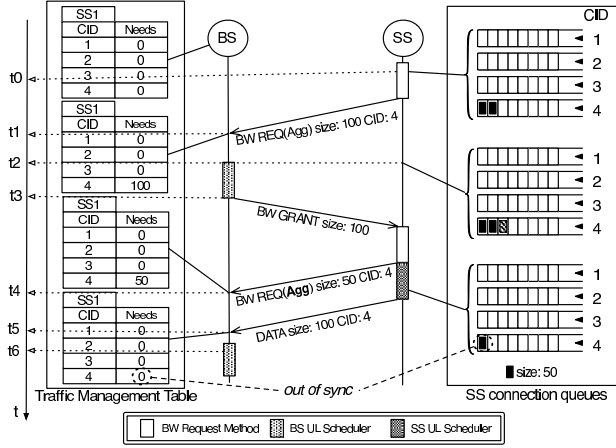 SS1
CID Needs
1 0
2 0
3 0
4 0
SS1
CID Needs
1 0
2 0
3 0
4 100
SS1
CID Needs
1 0
2 0
3 0
4 50
SS1
CID Needs
1 0
2 0
3 0
4 0
Traffic Management Table
t0
t1
t2
t3
t4
t5
t6
t
BS
SS
BW REQ(Agg) size: 100 CID: 4
BW GRANT size: 100
BW REQ(Agg) size: 50 CID: 4
DATA size: 100 CID: 4
out of sync
CID
1
2
3
4
1
2
3
4
1
2
3
4
size: 50
SS connection queues
BW Request Method
BS UL Scheduler
SS UL Scheduler